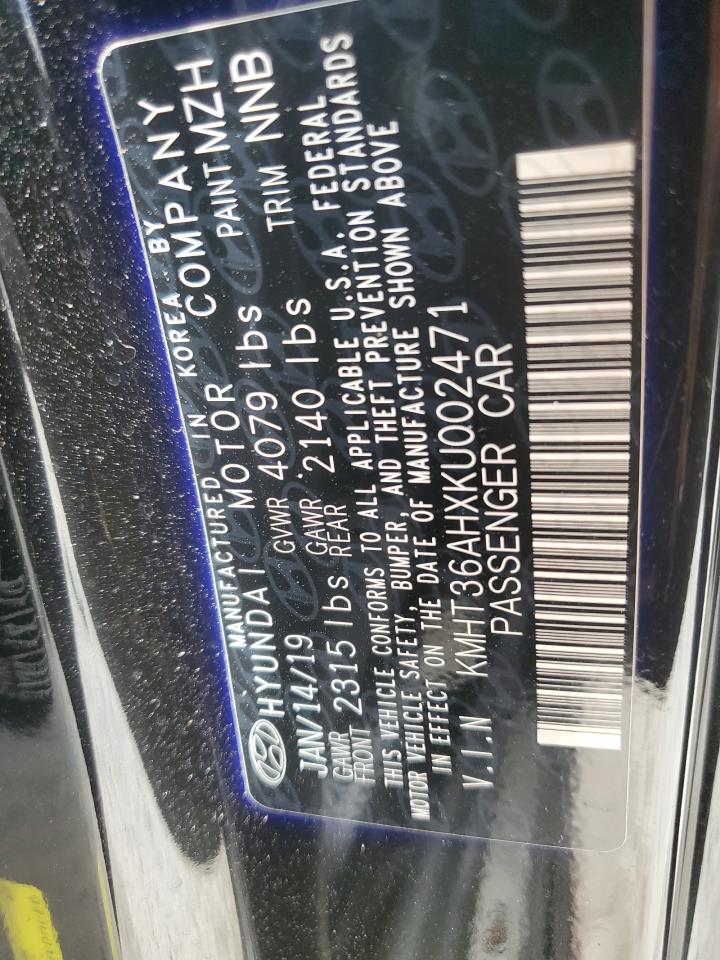 MANUFACTURED IN KOREA BY
HYUNDAI MOTOR COMPANY
JAN/14/19 GVWR 4079 lbs PAINT MZH
GAWR FRONT 2315 lbs GAWR REAR 2140 lbs TRIM NNB
THIS VEHICLE CONFORMS TO ALL APPLICABLE U.S.A. FEDERAL
MOTOR VEHICLE SAFETY, BUMPER, AND THEFT PREVENTION STANDARDS
IN EFFECT ON THE DATE OF MANUFACTURE SHOWN ABOVE
V.I.N KMHT36AHXKU002471
PASSENGER CAR